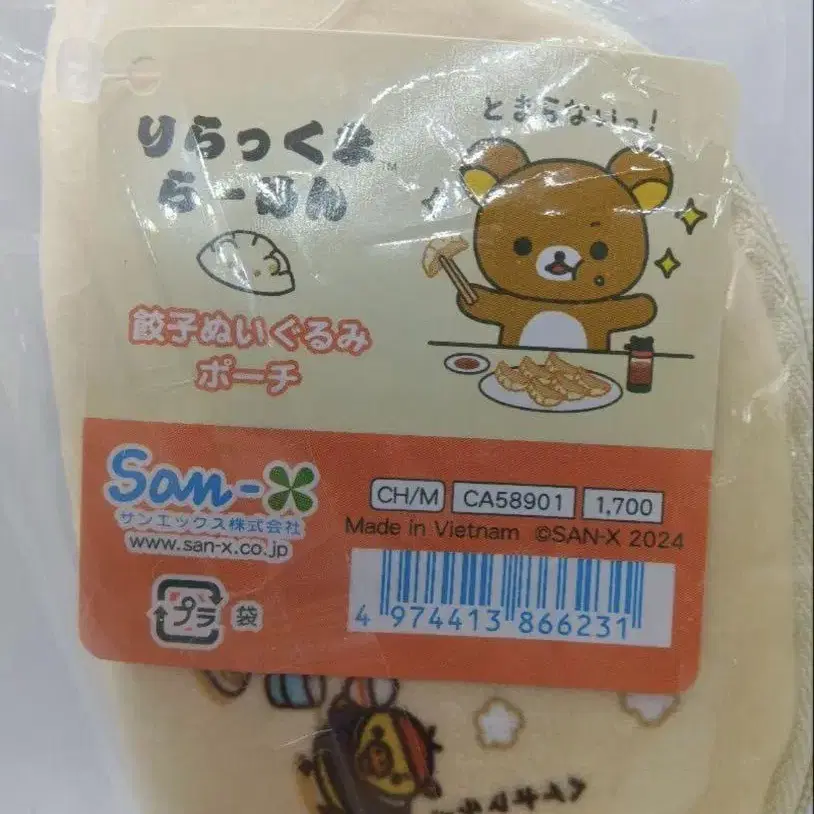 りらっくま™
らーめん
とまらないっ!
餃子ぬいぐるみ
ポーチ
San-X
サンエックス株式会社
www.san-x.co.jp
CH/M CA58901 1,700
Made in Vietnam ©SAN-X 2024
プラ 袋
4 974413 866231